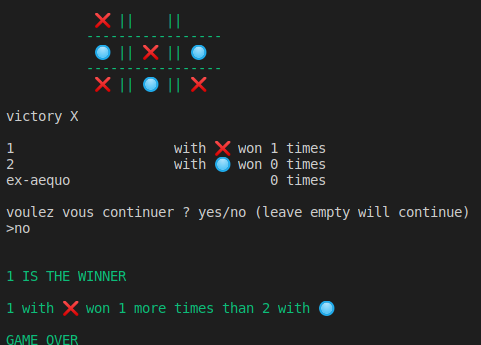 ❌ ||    ||
-----------------
🔵 || ❌ || 🔵
-----------------
❌ || 🔵 || ❌
victory X
1 with ❌ won 1 times
2 with 🔵 won 0 times
ex-aequo 0 times
voulez vous continuer ? yes/no (leave empty will continue)
>no
1 IS THE WINNER
1 with ❌ won 1 more times than 2 with 🔵
GAME OVER